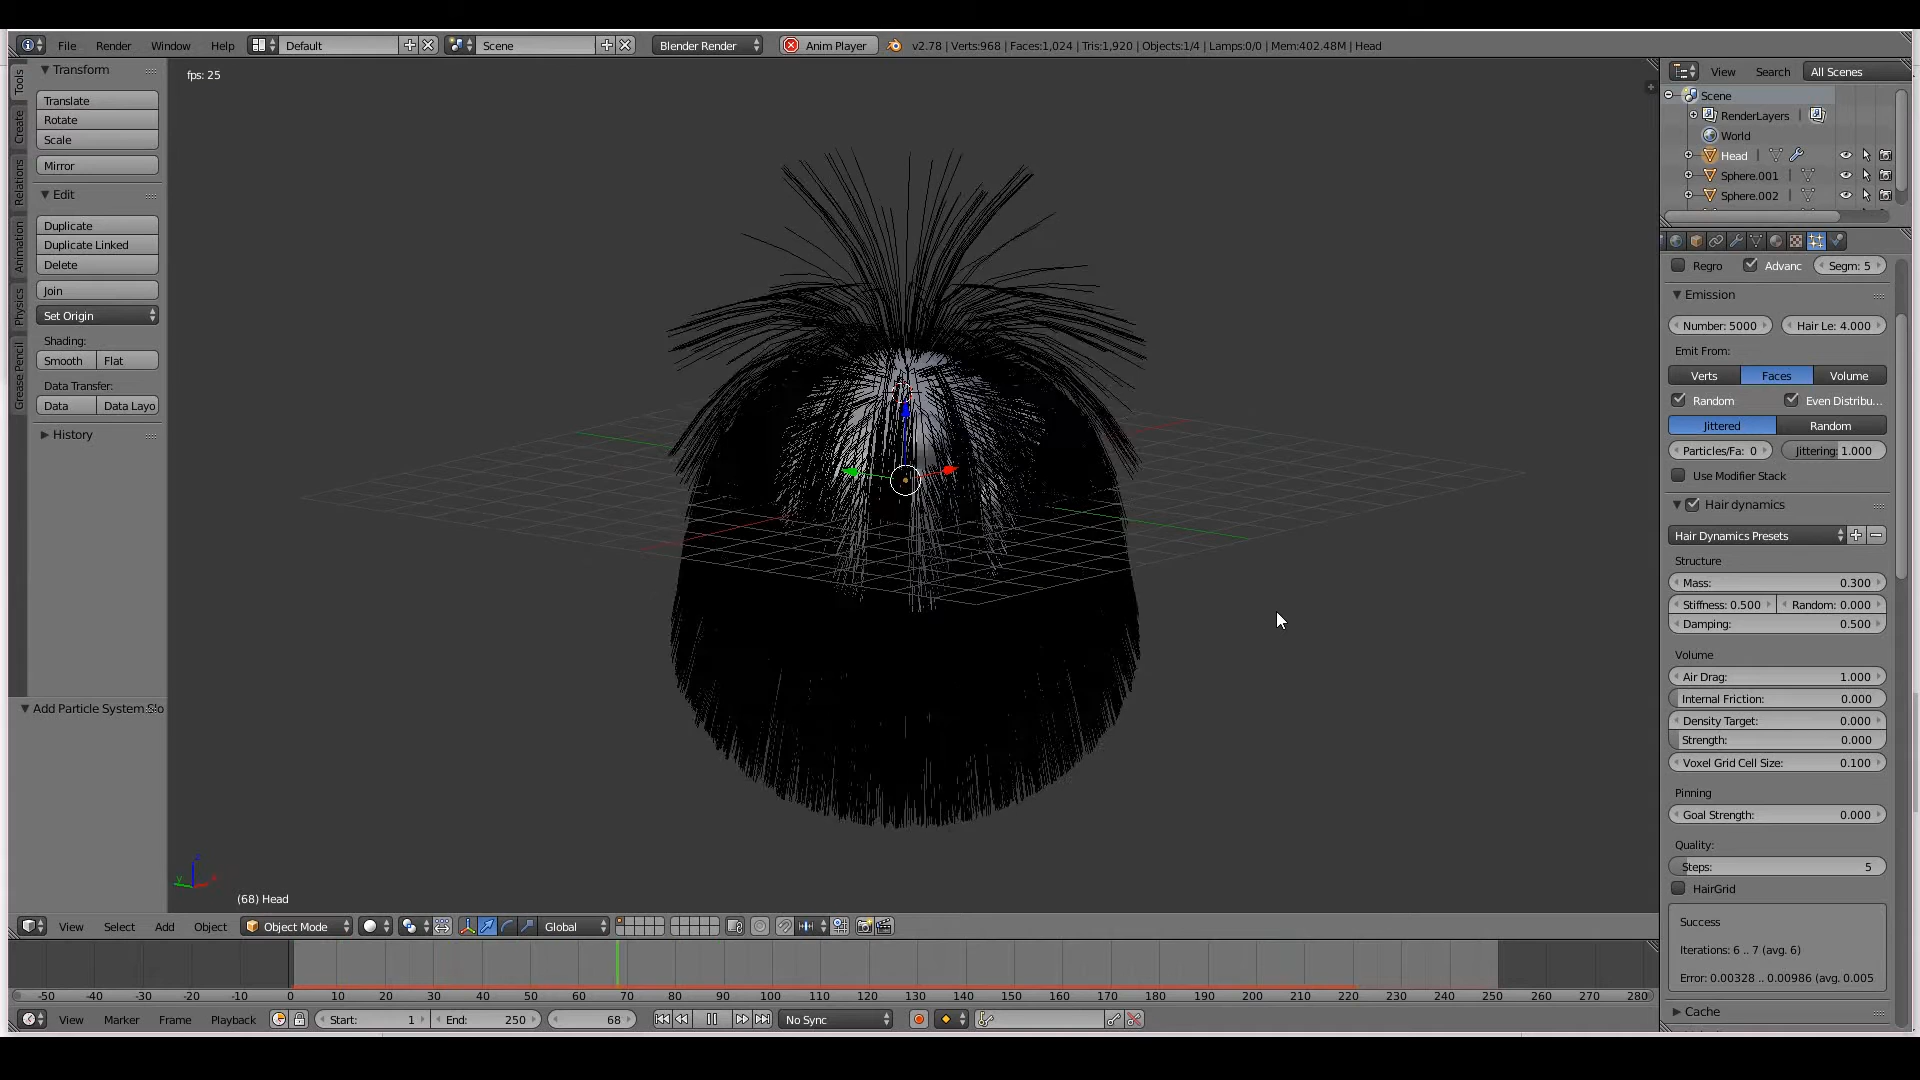 File Render Window Help Default Scene Blender Render Anim Player v2.78 | Verts:968 | Faces:1,024 | Tris:1,920 | Objects:1/4 | Lamps:0/0 | Mem:402.48M | Head
Tools
Create
Relations
Animation
Physics
Grease Pencil
Transform
Translate
Rotate
Scale
Mirror
Edit
Duplicate
Duplicate Linked
Delete
Join
Set Origin
Shading:
Smooth Flat
Data Transfer:
Data Data Layo
History
Add Particle System Slo
fps: 25
(68) Head
View Search All Scenes
Scene
RenderLayers
World
Head
Sphere.001
Sphere.002
Regro Advanc Segm: 5
Emission
Number: 5000 Hair Le: 4.000
Emit From:
Verts Faces Volume
Random Even Distribu...
Jittered Random
Particles/Fa: 0 Jittering: 1.000
Use Modifier Stack
Hair dynamics
Hair Dynamics Presets
Structure
Mass: 0.300
Stiffness: 0.500 Random: 0.000
Damping: 0.500
Volume
Air Drag: 1.000
Internal Friction: 0.000
Density Target: 0.000
Strength: 0.000
Voxel Grid Cell Size: 0.100
Pinning
Goal Strength: 0.000
Quality:
Steps: 5
HairGrid
Success
Iterations: 6 .. 7 (avg. 6)
Error: 0.00328 .. 0.00986 (avg. 0.005
Cache
View Select Add Object Object Mode Global
-50 -40 -30 -20 -10 0 10 20 30 40 50 60 70 80 90 100 110 120 130 140 150 160 170 180 190 200 210 220 230 240 250 260 270 280
View Marker Frame Playback Start: 1 End: 250 68 No Sync